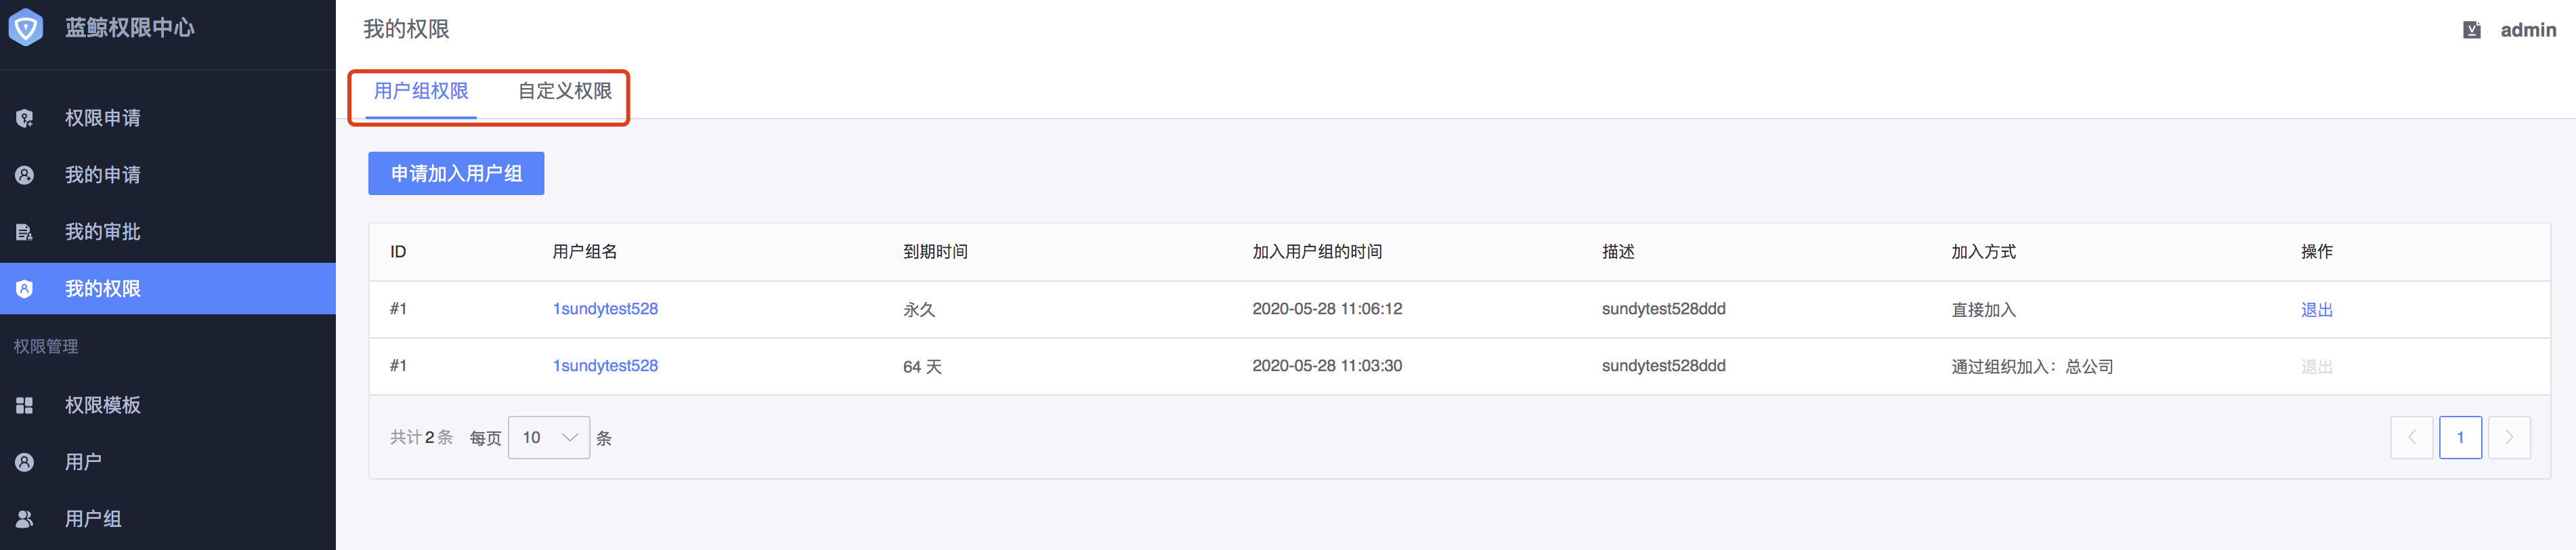 蓝鲸权限中心
权限申请
我的申请
我的审批
我的权限
权限管理
权限模板
用户
用户组
我的权限
admin
用户组权限 自定义权限
申请加入用户组
ID 用户组名 到期时间 加入用户组的时间 描述 加入方式 操作
#1 1sundytest528 永久 2020-05-28 11:06:12 sundytest528ddd 直接加入 退出
#1 1sundytest528 64 天 2020-05-28 11:03:30 sundytest528ddd 通过组织加入：总公司 退出
共计2条 每页 10 条 1